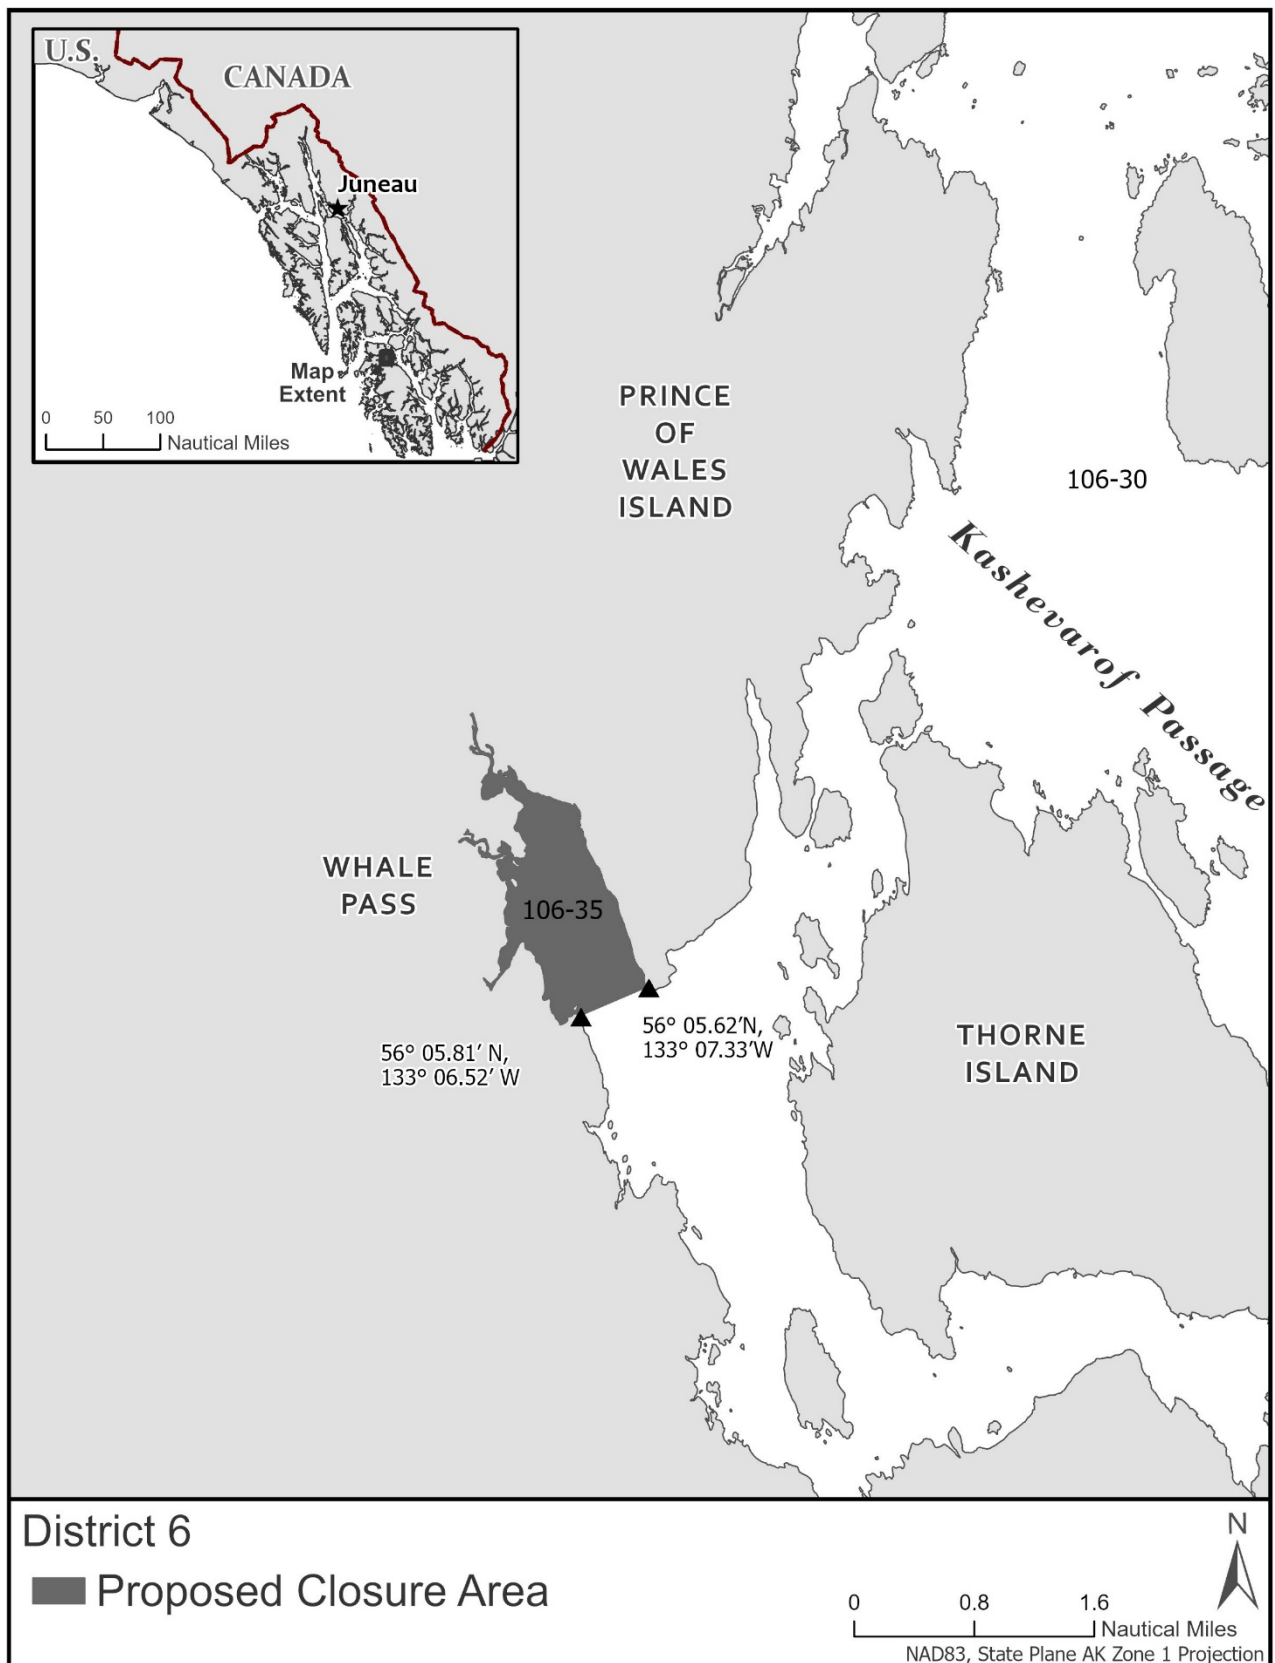 U.S.
CANADA
Juneau
Map
Extent
0 50 100
Nautical Miles
PRINCE
OF
WALES
ISLAND
106-30
Kashevarof Passage
WHALE
PASS
106-35
56° 05.62’N,
133° 07.33’W
56° 05.81’ N,
133° 06.52’ W
THORNE
ISLAND
District 6
Proposed Closure Area
N
0 0.8 1.6
Nautical Miles
NAD83, State Plane AK Zone 1 Projection